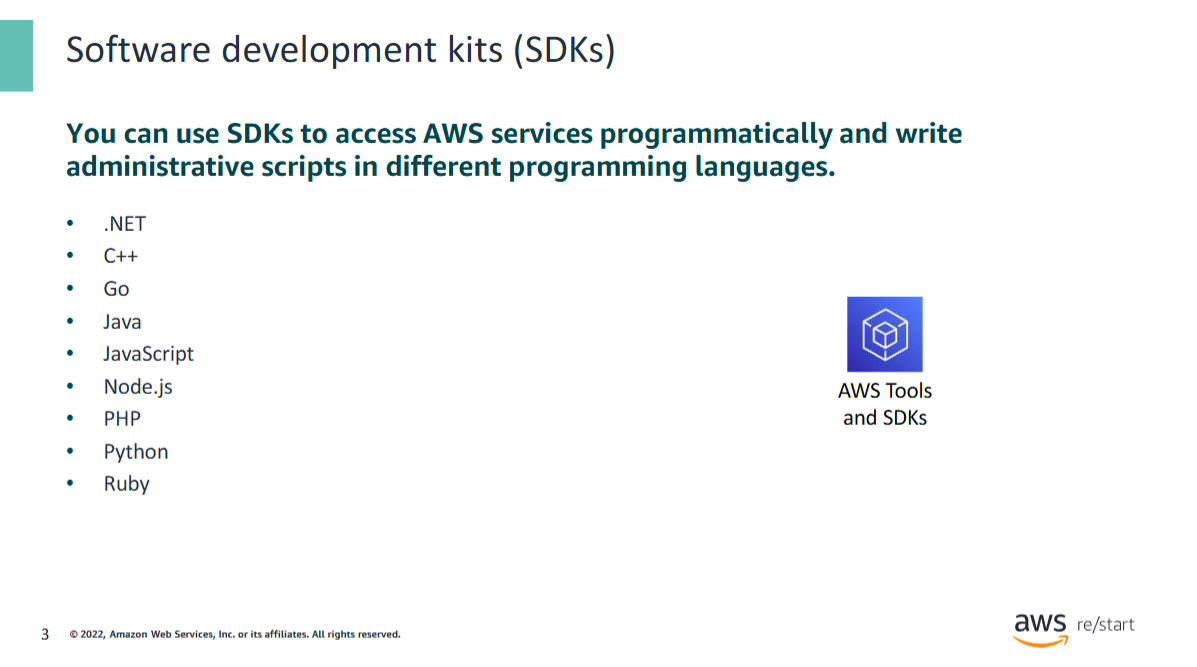 Software development kits (SDKs)
You can use SDKs to access AWS services programmatically and write
administrative scripts in different programming languages.
• .NET
• C++
• Go
• Java
• JavaScript
• Node.js
• PHP
• Python
• Ruby
AWS Tools
and SDKs
3 © 2022, Amazon Web Services, Inc. or its affiliates. All rights reserved.
aws re/start